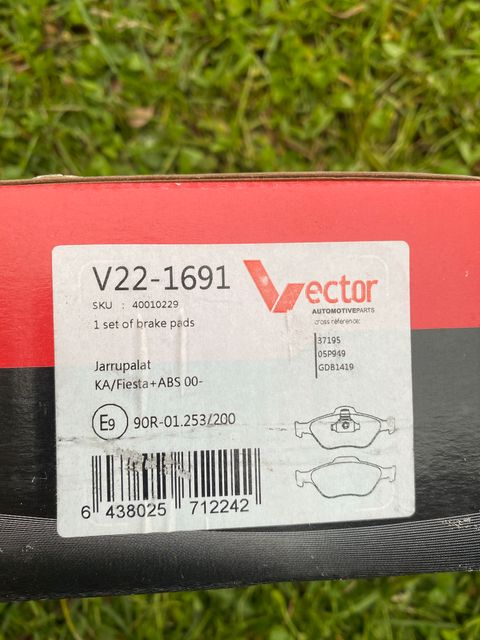 V22-1691
SKU : 40010229
1 set of brake pads
Vector
AUTOMOTIVEPARTS
cross reference:
37195
05P949
GDB1419
Jarrupalat
KA/Fiesta+ABS 00-
E9 90R-01.253/200
6 438025 712242